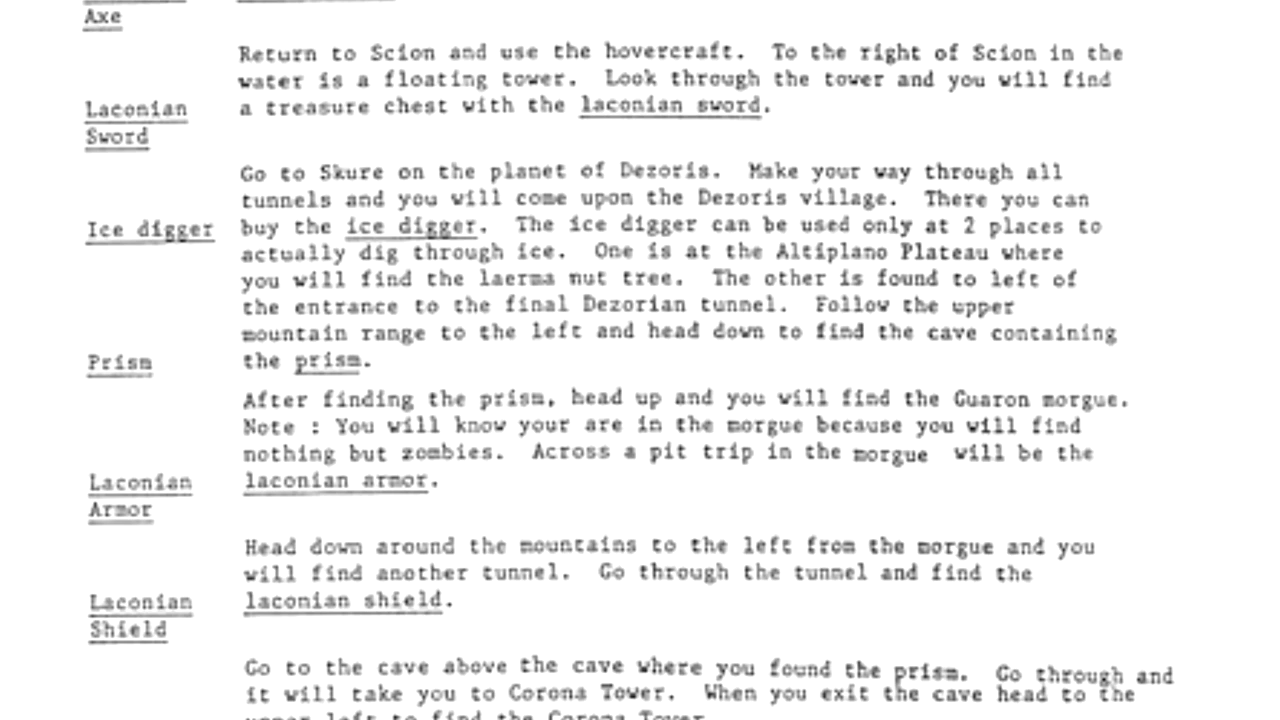 Axe
Return to Scion and use the hovercraft. To the right of Scion in the
water is a floating tower. Look through the tower and you will find
Laconian a treasure chest with the laconian sword.
Sword
Go to Skure on the planet of Dezoris. Make your way through all
tunnels and you will come upon the Dezoris village. There you can
Ice digger buy the ice digger. The ice digger can be used only at 2 places to
actually dig through ice. One is at the Altiplano Plateau where
you will find the laerma nut tree. The other is found to left of
the entrance to the final Dezorian tunnel. Follow the upper
mountain range to the left and head down to find the cave containing
Prism the prism.
After finding the prism, head up and you will find the Guaron morgue.
Note : You will know your are in the morgue because you will find
nothing but zombies. Across a pit trip in the morgue will be the
Laconian laconian armor.
Armor
Head down around the mountains to the left from the morgue and you
will find another tunnel. Go through the tunnel and find the
Laconian laconian shield.
Shield
Go to the cave above the cave where you found the prism. Go through and
it will take you to Corona Tower. When you exit the cave head to the
upper left to find the Corona Tower